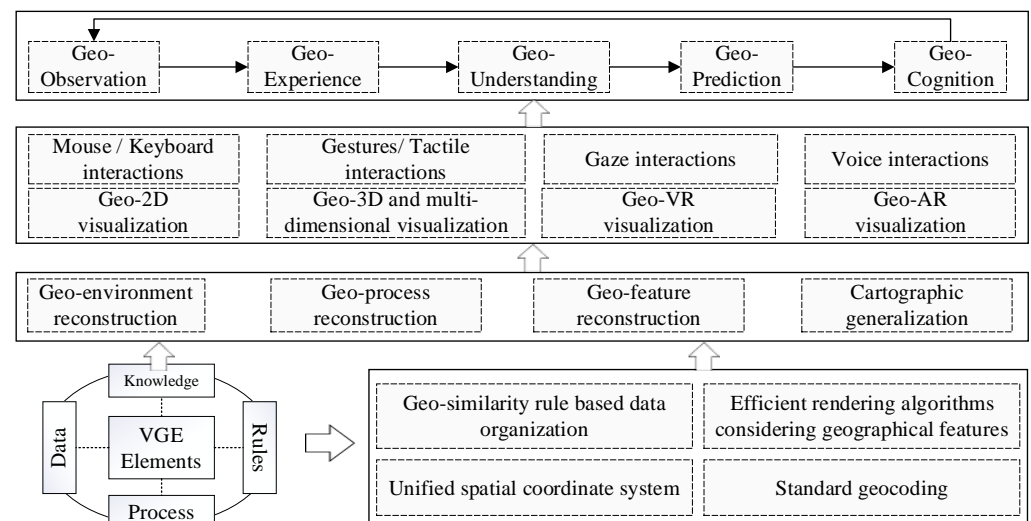 Geo-
Observation
Geo-
Experience
Geo-
Understanding
Geo-
Prediction
Geo-
Cognition
Mouse / Keyboard
interactions
Gestures/ Tactile
interactions
Gaze interactions
Voice interactions
Geo-2D
visualization
Geo-3D and multi-
dimensional visualization
Geo-VR
visualization
Geo-AR
visualization
Geo-environment
reconstruction
Geo-process
reconstruction
Geo-feature
reconstruction
Cartographic
generalization
Knowledge
Data
VGE
Elements
Rules
Process
Geo-similarity rule based data
organization
Efficient rendering algorithms
considering geographical features
Unified spatial coordinate system
Standard geocoding